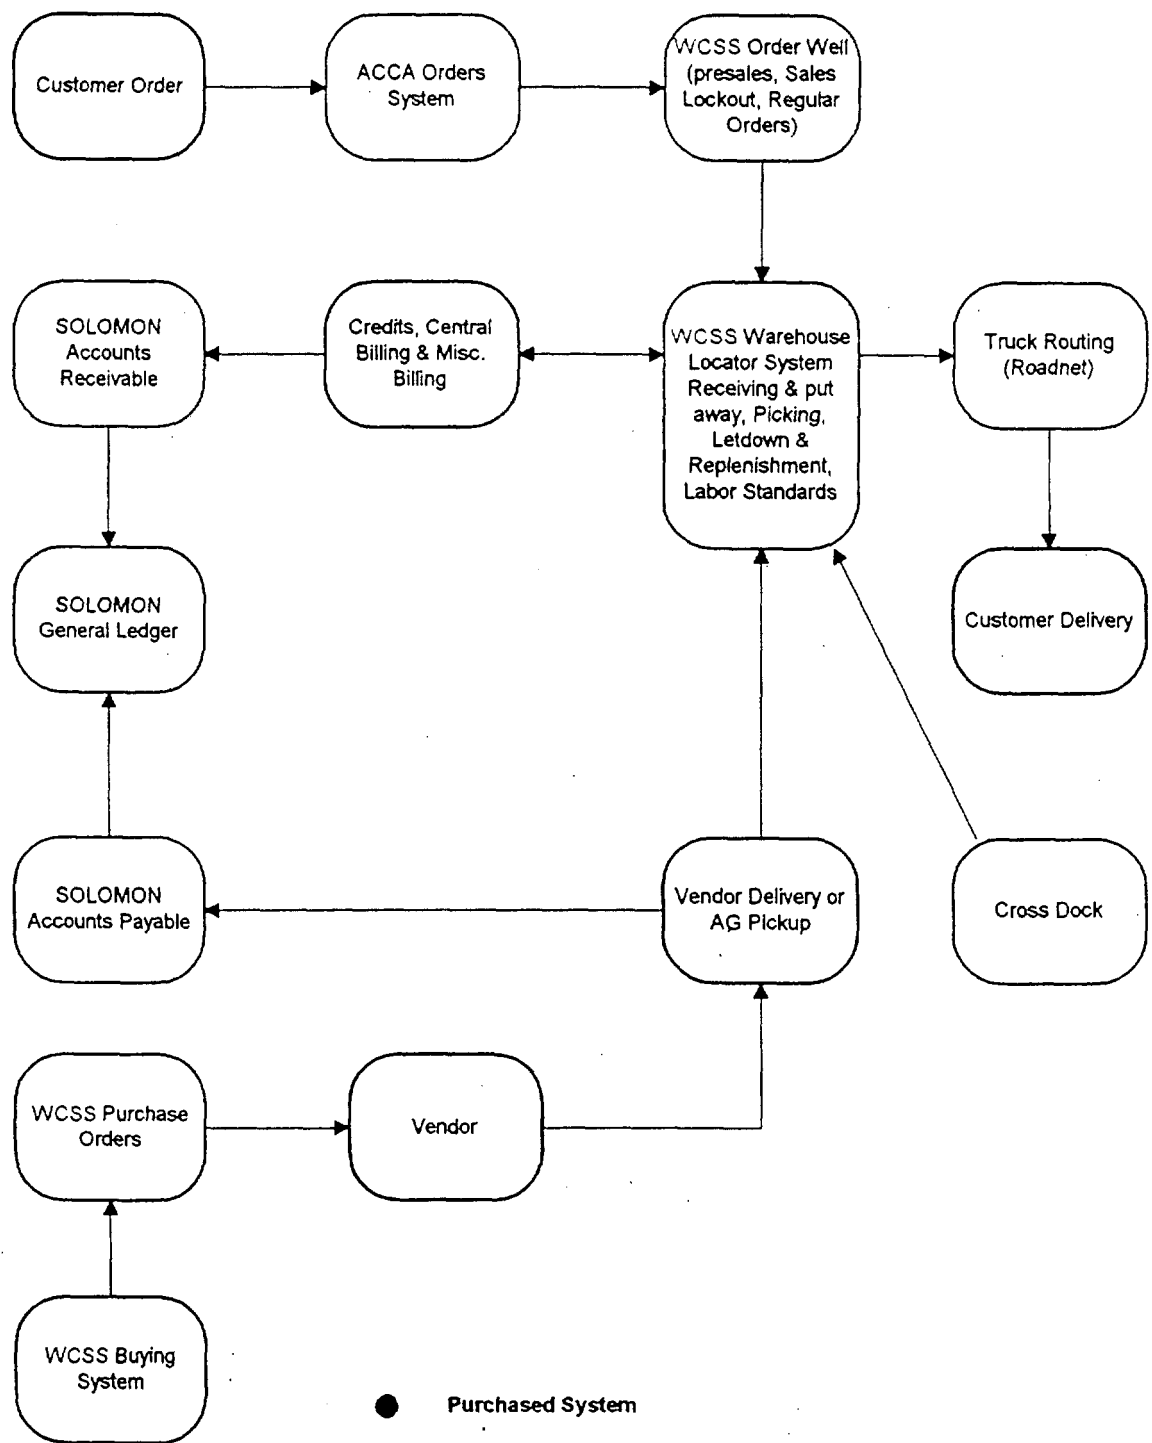 Customer Order
ACCA Orders
System
WCSS Order Well
(presales, Sales
Lockout, Regular
Orders)
SOLOMON
Accounts
Receivable
Credits, Central
Billing & Misc.
Billing
WCSS Warehouse
Locator System
Receiving & put
away, Picking,
Letdown &
Replenishment,
Labor Standards
Truck Routing
(Roadnet)
SOLOMON
General Ledger
Customer Delivery
SOLOMON
Accounts Payable
Vendor Delivery or
AG Pickup
Cross Dock
WCSS Purchase
Orders
Vendor
WCSS Buying
System
Purchased System